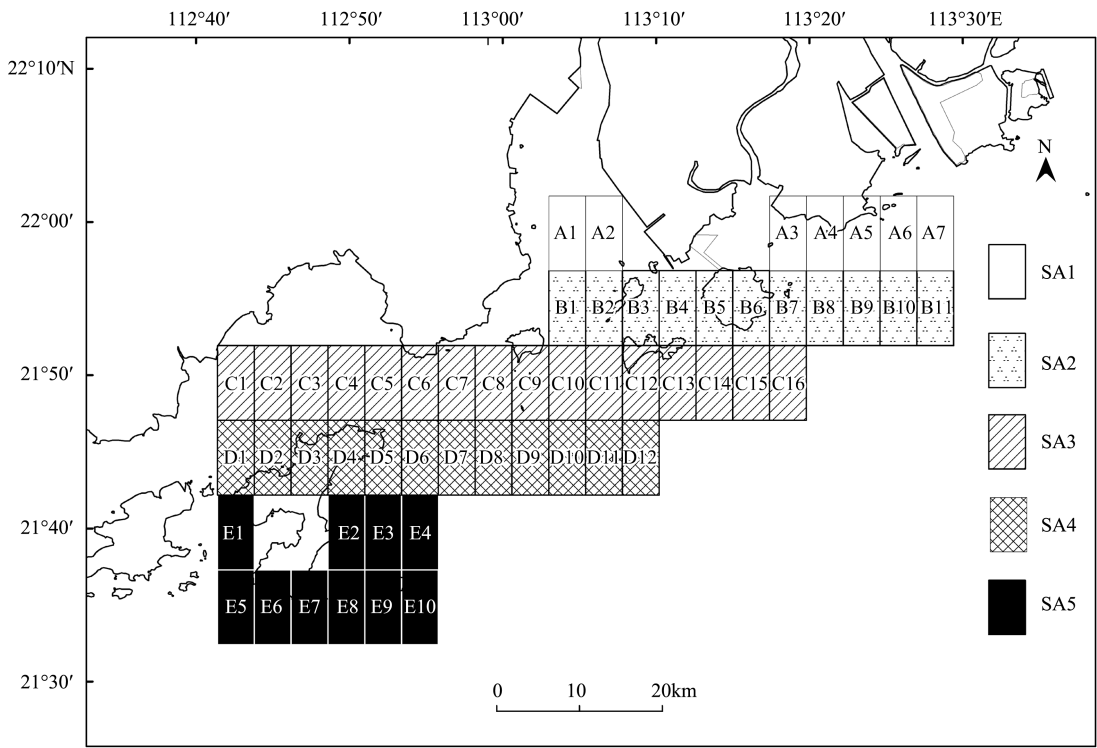 112°40′ 112°50′ 113°00′ 113°10′ 113°20′ 113°30′E
22°10′N
N
22°00′
A1 A2 A3 A4 A5 A6 A7
SA1
B1 B2 B3 B4 B5 B6 B7 B8 B9 B10 B11
SA2
21°50′
C1 C2 C3 C4 C5 C6 C7 C8 C9 C10 C11 C12 C13 C14 C15 C16
SA3
D1 D2 D3 D4 D5 D6 D7 D8 D9 D10 D11 D12
21°40′
SA4
E1 E2 E3 E4
E5 E6 E7 E8 E9 E10
SA5
21°30′
0 10 20km